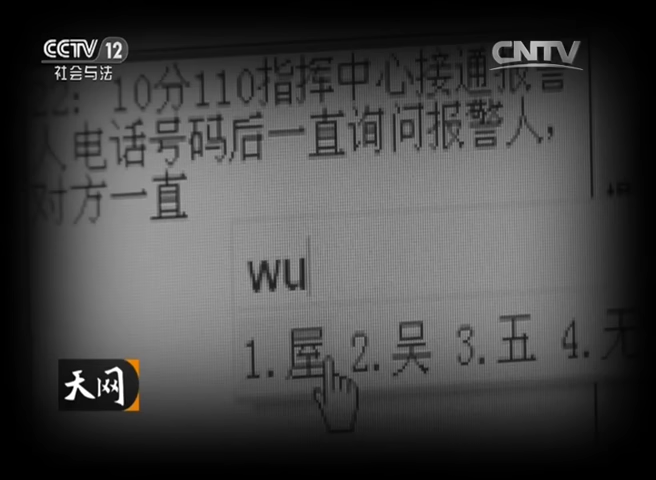 CCTV 12
社会与法
CNTV
22: 10分110指挥中心接通报警
人电话号码后一直询问报警人,
对方一直
wu
1.屋 2.吴 3.五 4.无
天网